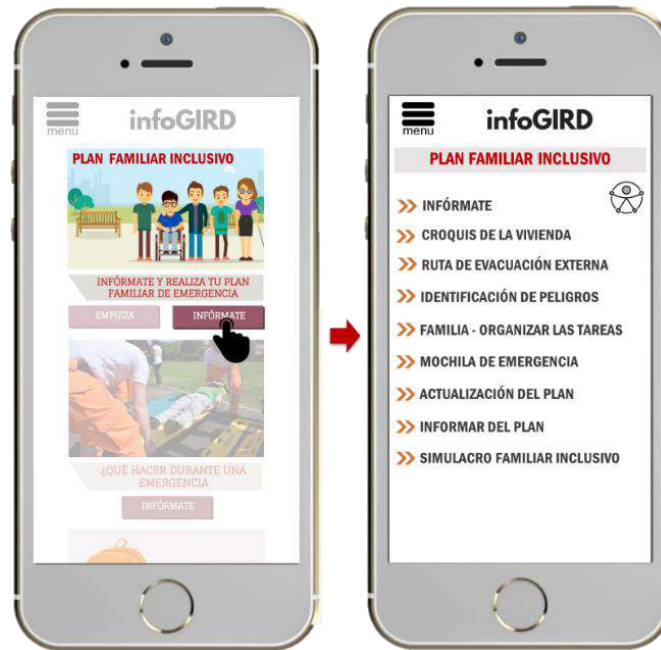 menu
infoGIRD
PLAN FAMILIAR INCLUSIVO
INFÓRMATE Y REALIZA TU PLAN
FAMILIAR DE EMERGENCIA
EMPIEZA
INFÓRMATE
¿QUÉ HACER DURANTE UNA
EMERGENCIA
INFÓRMATE
menu
infoGIRD
PLAN FAMILIAR INCLUSIVO
INFÓRMATE
CROQUIS DE LA VIVIENDA
RUTA DE EVACUACIÓN EXTERNA
IDENTIFICACIÓN DE PELIGROS
FAMILIA - ORGANIZAR LAS TAREAS
MOCHILA DE EMERGENCIA
ACTUALIZACIÓN DEL PLAN
INFORMAR DEL PLAN
SIMULACRO FAMILIAR INCLUSIVO